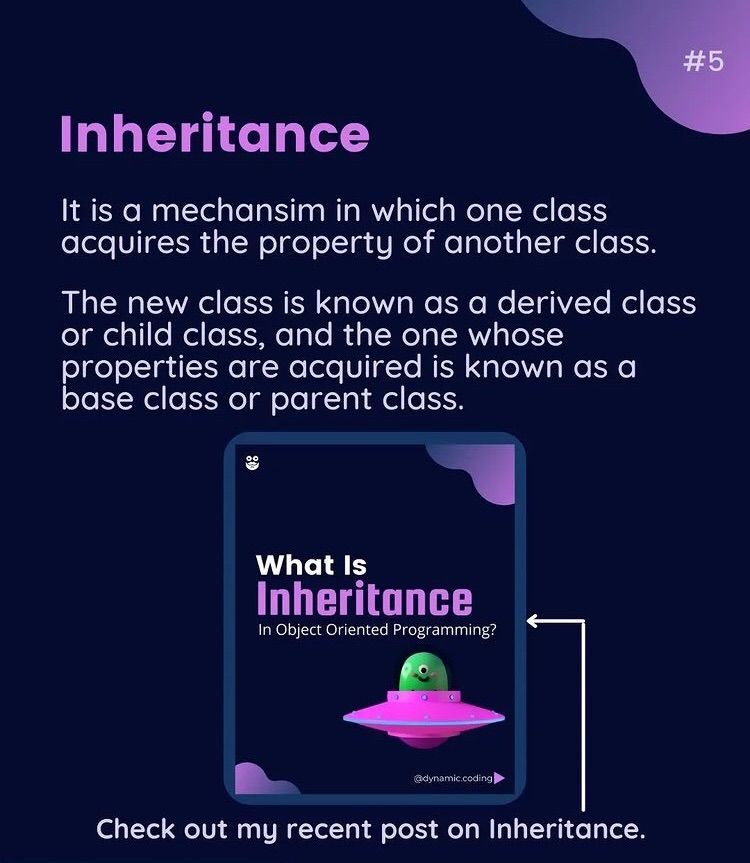 #5
Inheritance
It is a mechansim in which one class
acquires the property of another class.
The new class is known as a derived class
or child class, and the one whose
properties are acquired is known as a
base class or parent class.
What Is
Inheritance
In Object Oriented Programming?
@dynamic.coding
Check out my recent post on Inheritance.